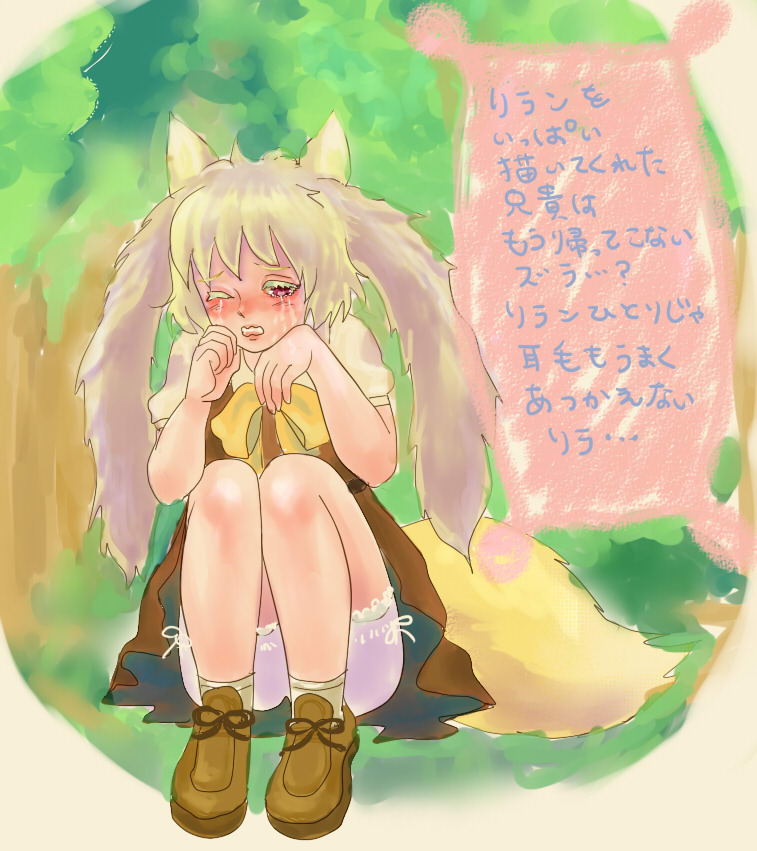 リランを
いっぱい
描いてくれた
兄貴は
もうり帰ってこない
ズラ…?
リランひとりじゃ
耳毛もうまく
あつかえない
リラ…